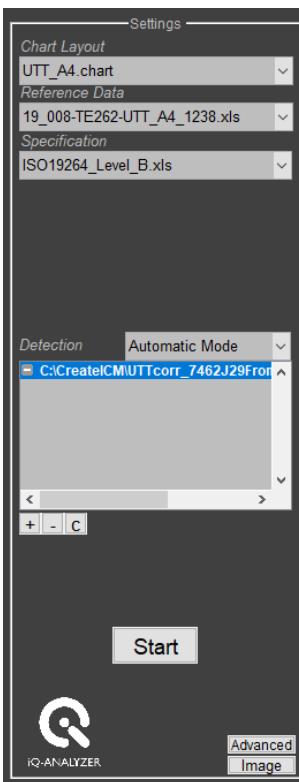 Settings
Chart Layout
UTT_A4.chart
Reference Data
19_008-TE262-UTT_A4_1238.xls
Specification
ISO19264_Level_B.xls
Detection Automatic Mode
C:\CreateICM\UTTcorr_7462J29Fron
+ - C
Start
iQ-ANALYZER
Advanced
Image